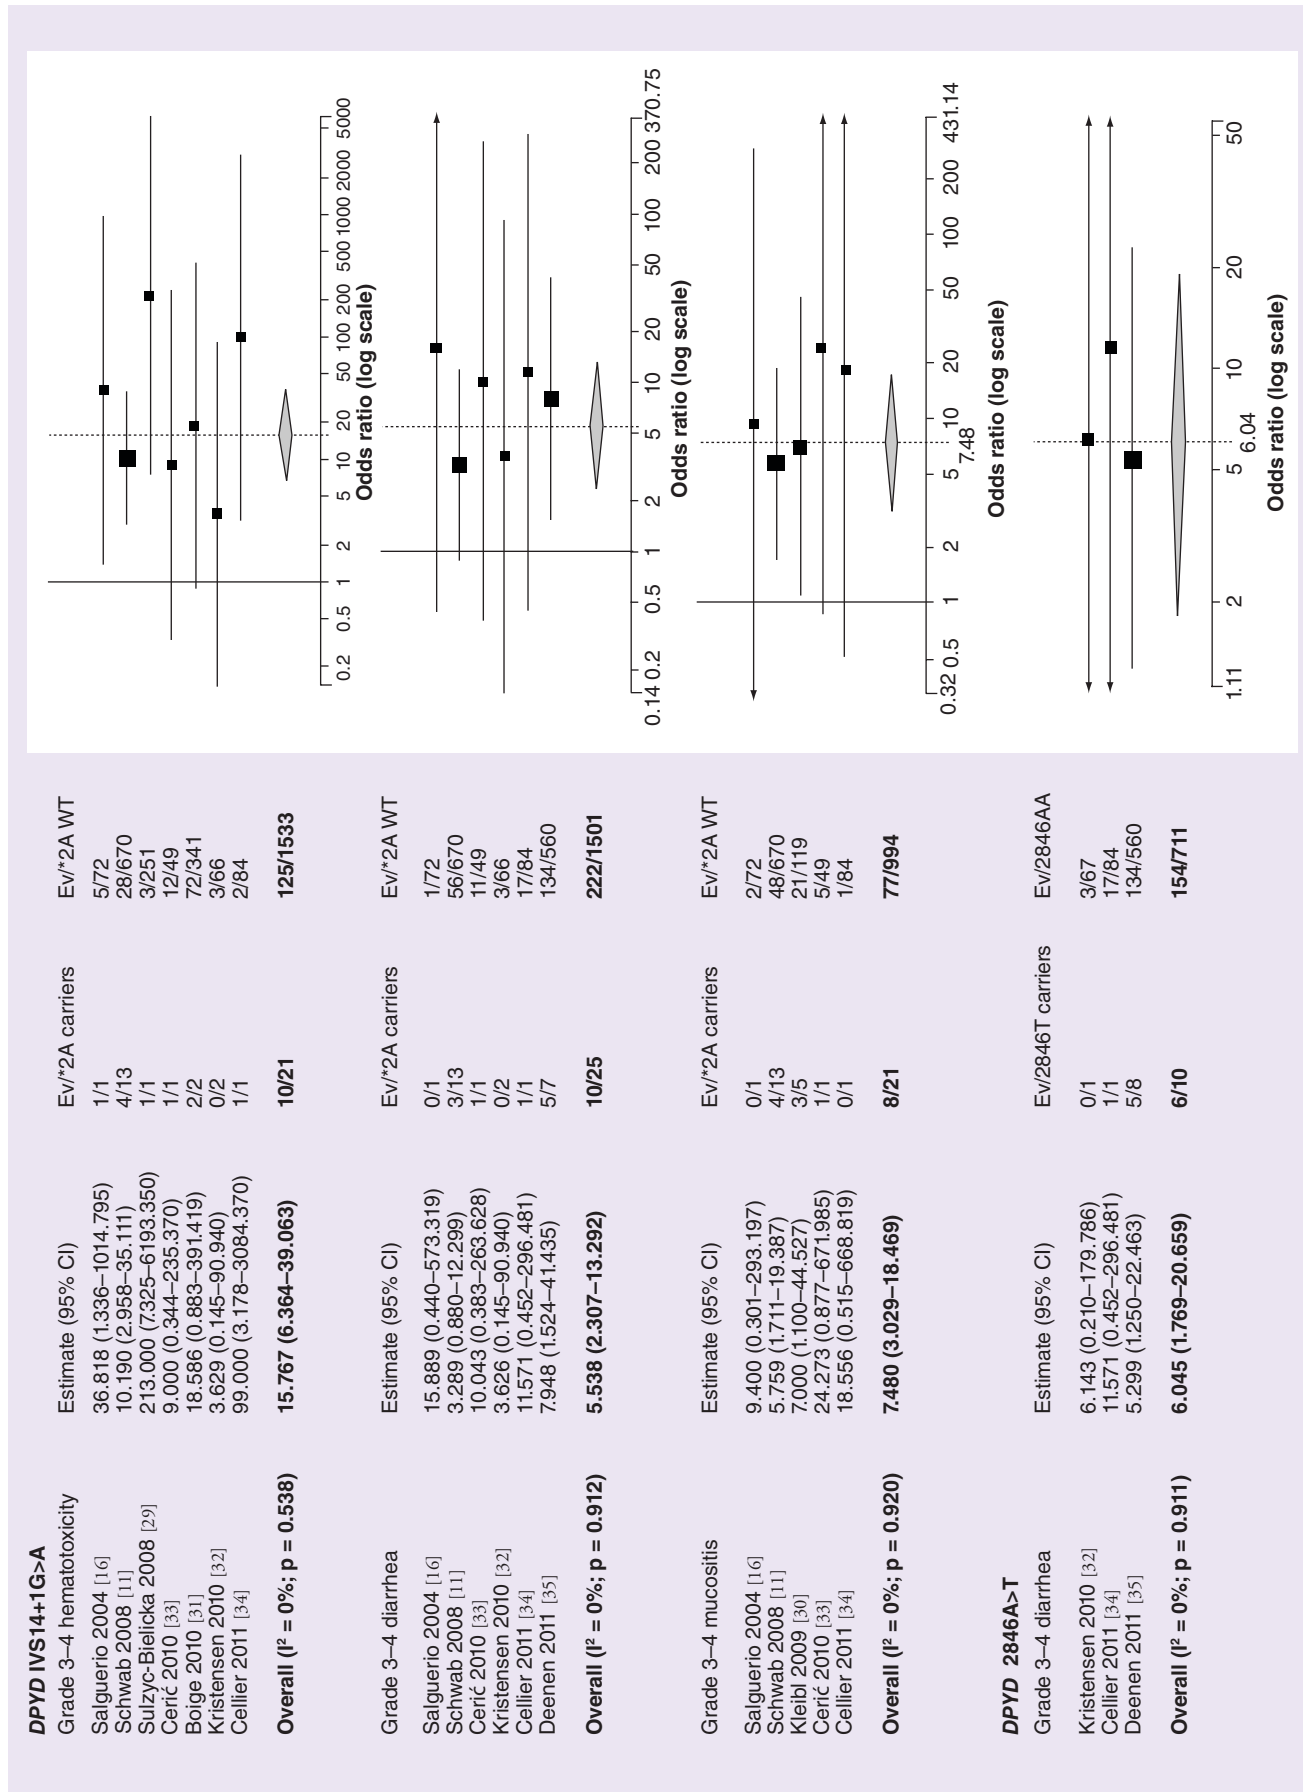 DPYD IVS14+1G>A
Grade 3–4 hematotoxicity Estimate (95% CI) Ev/*2A carriers Ev/*2A WT
Salguerio 2004 [16] 36.818 (1.336–1014.795) 1/1 5/72
Schwab 2008 [11] 10.190 (2.958–35.111) 4/13 28/670
Sulzyc-Bielicka 2008 [29] 213.000 (7.325–6193.350) 1/1 3/251
Cerić 2010 [33] 9.000 (0.344–235.370) 1/1 12/49
Boige 2010 [31] 18.586 (0.883–391.419) 2/2 72/341
Kristensen 2010 [32] 3.629 (0.145–90.940) 0/2 3/66
Cellier 2011 [34] 99.000 (3.178–3084.370) 1/1 2/84
Overall (I² = 0%; p = 0.538) 15.767 (6.364–39.063) 10/21 125/1533
0.2 0.5 1 2 5 10 20 50 100 200 500 1000 2000 5000
Odds ratio (log scale)
Grade 3–4 diarrhea Estimate (95% CI) Ev/*2A carriers Ev/*2A WT
Salguerio 2004 [16] 15.889 (0.440–573.319) 0/1 1/72
Schwab 2008 [11] 3.289 (0.880–12.299) 3/13 56/670
Cerić 2010 [33] 10.043 (0.383–263.628) 1/1 11/49
Kristensen 2010 [32] 3.626 (0.145–90.940) 0/2 3/66
Cellier 2011 [34] 11.571 (0.452–296.481) 1/1 17/84
Deenen 2011 [35] 7.948 (1.524–41.435) 5/7 134/560
Overall (I² = 0%; p = 0.912) 5.538 (2.307–13.292) 10/25 222/1501
0.14 0.2 0.5 1 2 5 10 20 50 100 200 370.75
Odds ratio (log scale)
Grade 3–4 mucositis Estimate (95% CI) Ev/*2A carriers Ev/*2A WT
Salguerio 2004 [16] 9.400 (0.301–293.197) 0/1 2/72
Schwab 2008 [11] 5.759 (1.711–19.387) 4/13 48/670
Kleibl 2009 [30] 7.000 (1.100–44.527) 3/5 21/119
Cerić 2010 [33] 24.273 (0.877–671.985) 1/1 5/49
Cellier 2011 [34] 18.556 (0.515–668.819) 0/1 1/84
Overall (I² = 0%; p = 0.920) 7.480 (3.029–18.469) 8/21 77/994
0.32 0.5 1 2 5 10 20 50 100 200 431.14
7.48
Odds ratio (log scale)
DPYD 2846A>T
Grade 3–4 diarrhea Estimate (95% CI) Ev/2846T carriers Ev/2846AA
Kristensen 2010 [32] 6.143 (0.210–179.786) 0/1 3/67
Cellier 2011 [34] 11.571 (0.452–296.481) 1/1 17/84
Deenen 2011 [35] 5.299 (1.250–22.463) 5/8 134/560
Overall (I² = 0%; p = 0.911) 6.045 (1.769–20.659) 6/10 154/711
1.11 2 5 10 20 50
6.04
Odds ratio (log scale)